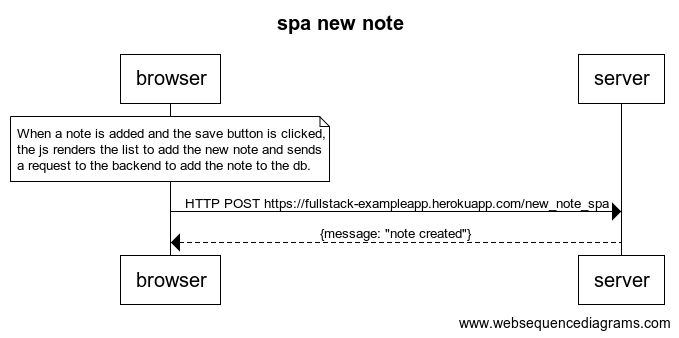 spa new note
browser
server
When a note is added and the save button is clicked,
the js renders the list to add the new note and sends
a request to the backend to add the note to the db.
HTTP POST https://fullstack-exampleapp.herokuapp.com/new_note_spa
{message: "note created"}
browser
server
www.websequencediagrams.com